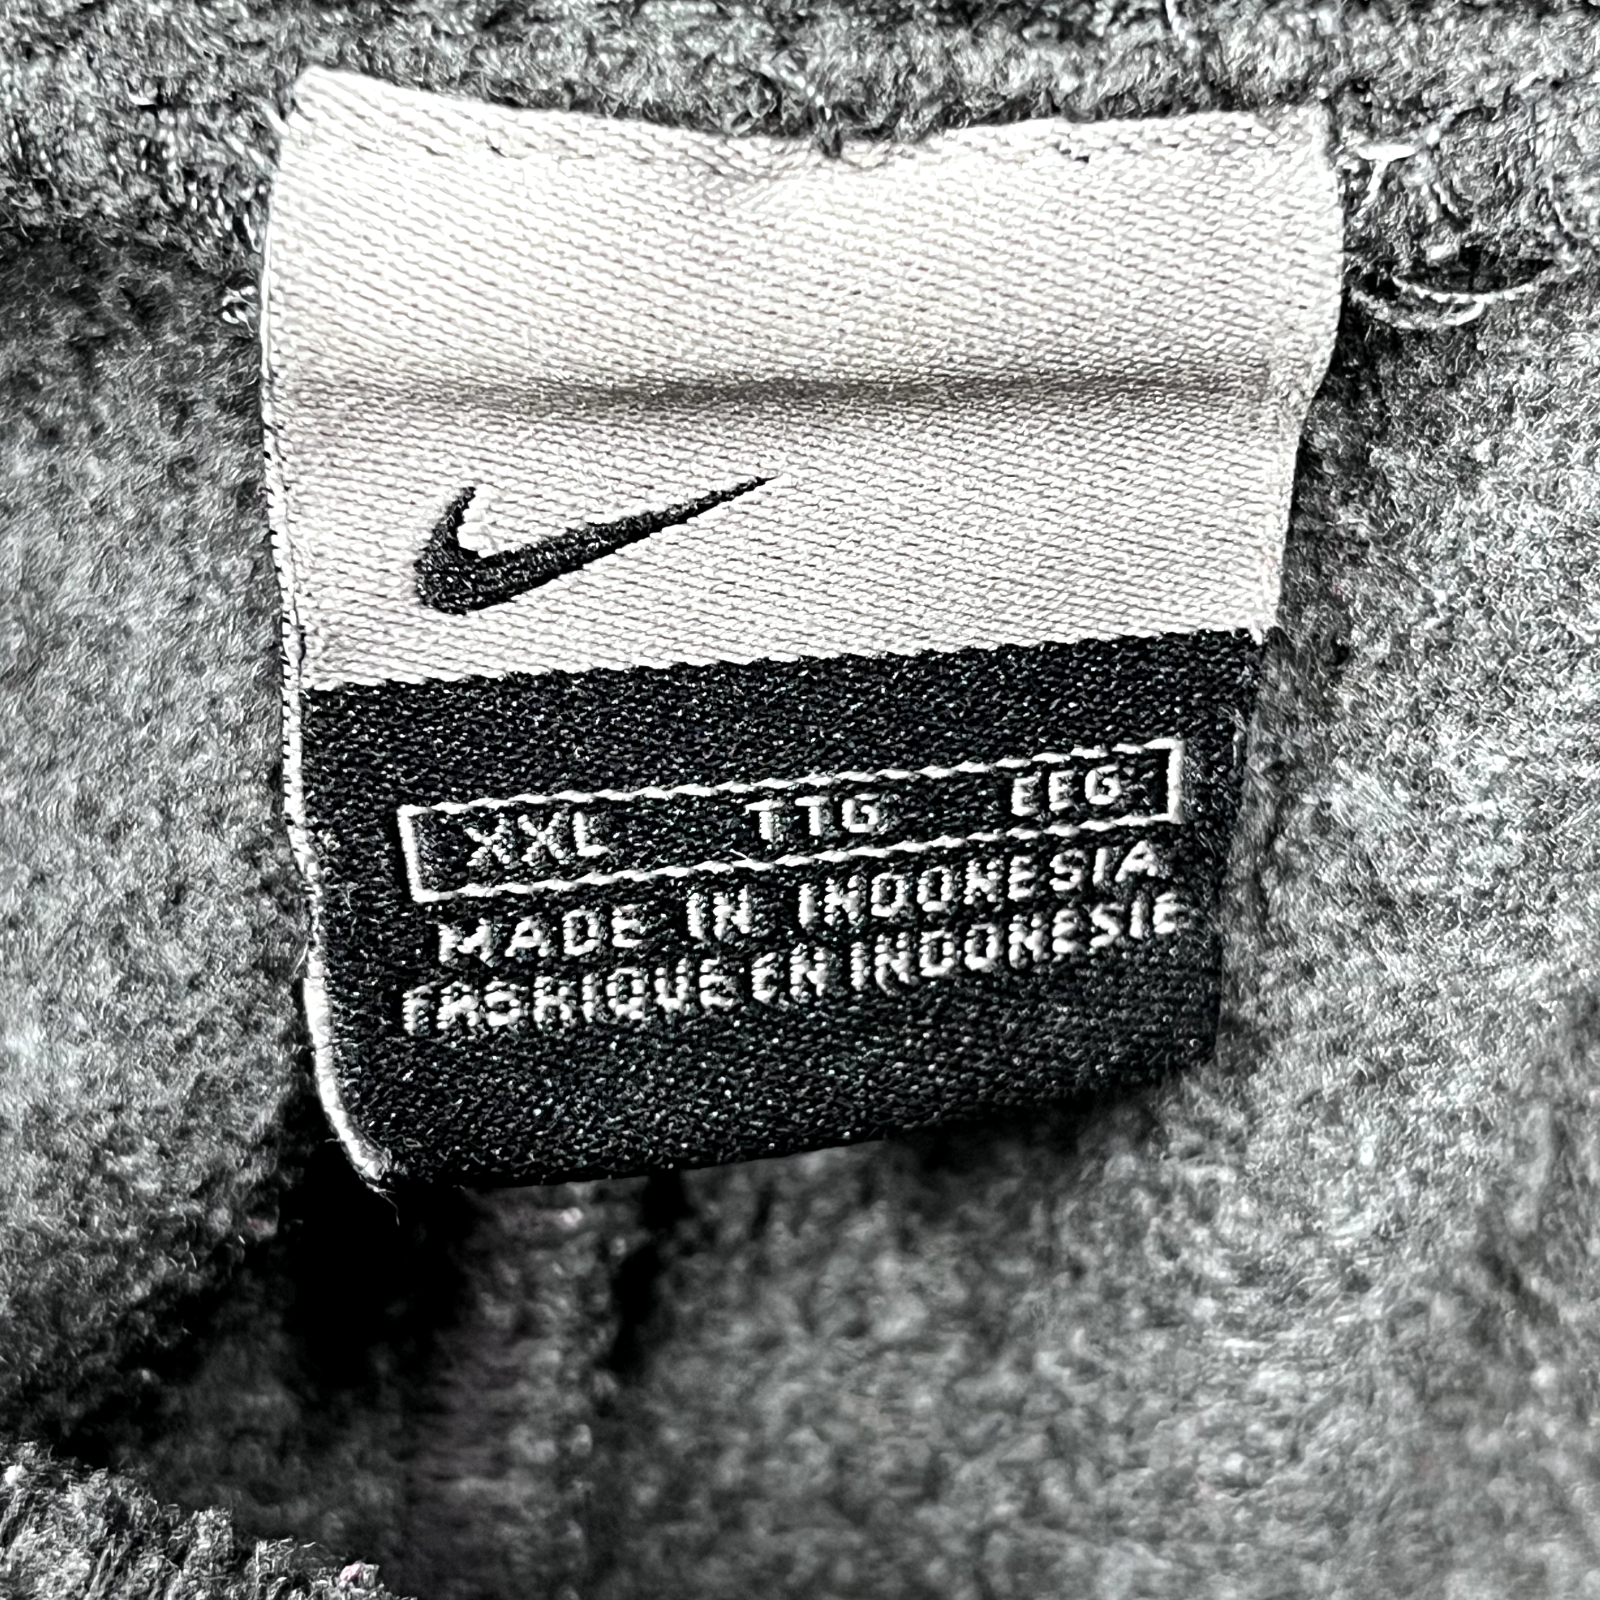 XXL TTG EEG
MADE IN INDONESIA
FABRIQUE EN INDONESIE